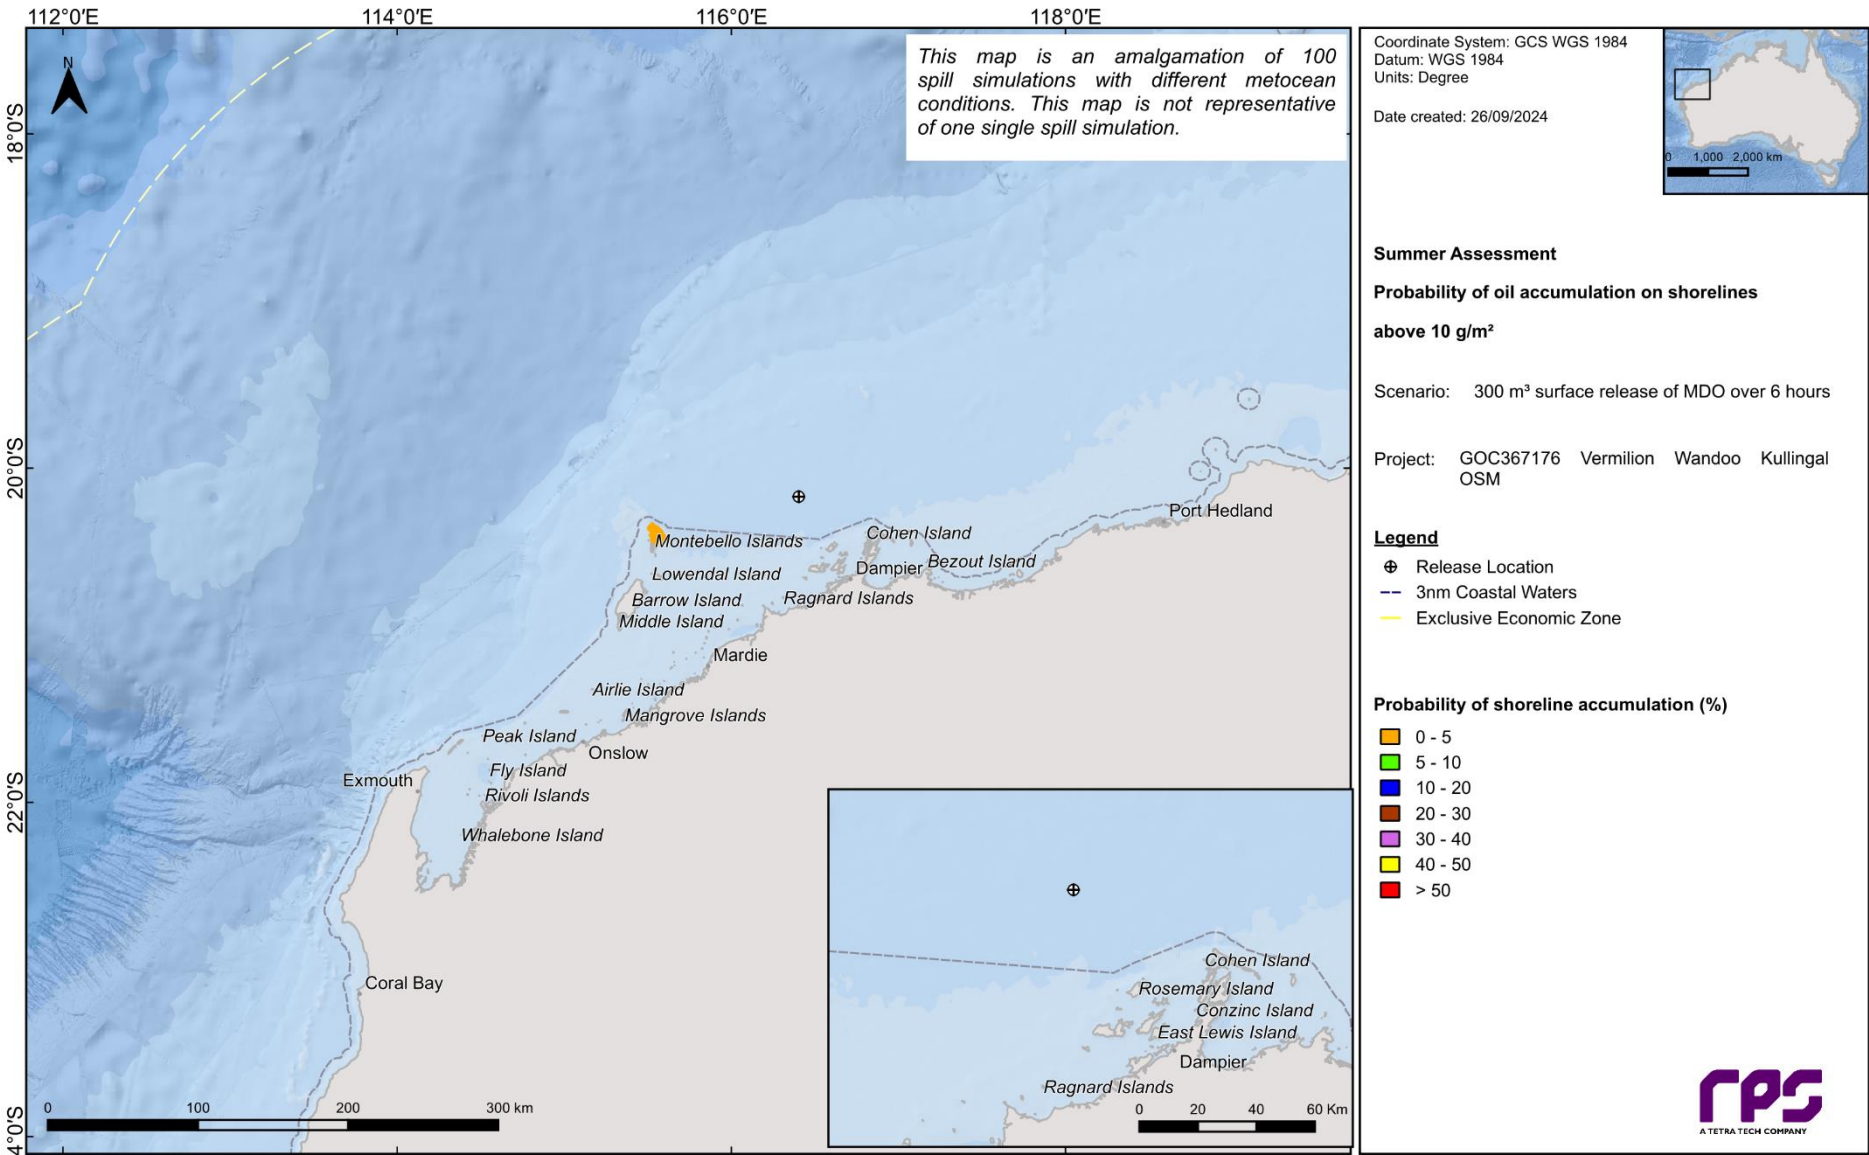 112°0'E
114°0'E
116°0'E
118°0'E
18°0'S
20°0'S
22°0'S
4°0'S
N
This map is an amalgamation of 100
spill simulations with different metocean
conditions. This map is not representative
of one single spill simulation.
Port Hedland
Cohen Island
Montebello Islands
Bezout Island
Dampier
Lowendal Island
Ragnard Islands
Barrow Island
Middle Island
Mardie
Airlie Island
Mangrove Islands
Peak Island
Onslow
Fly Island
Exmouth
Rivoli Islands
Whalebone Island
Coral Bay
0 100 200 300 km
Cohen Island
Rosemary Island
Conzinc Island
East Lewis Island
Dampier
Ragnard Islands
0 20 40 60 Km
Coordinate System: GCS WGS 1984
Datum: WGS 1984
Units: Degree
Date created: 26/09/2024
0 1,000 2,000 km
Summer Assessment
Probability of oil accumulation on shorelines
above 10 g/m²
Scenario: 300 m³ surface release of MDO over 6 hours
Project: GOC367176 Vermilion Wandoo Kullingal
OSM
Legend
Release Location
3nm Coastal Waters
Exclusive Economic Zone
Probability of shoreline accumulation (%)
0 - 5
5 - 10
10 - 20
20 - 30
30 - 40
40 - 50
> 50
rps
A TETRA TECH COMPANY